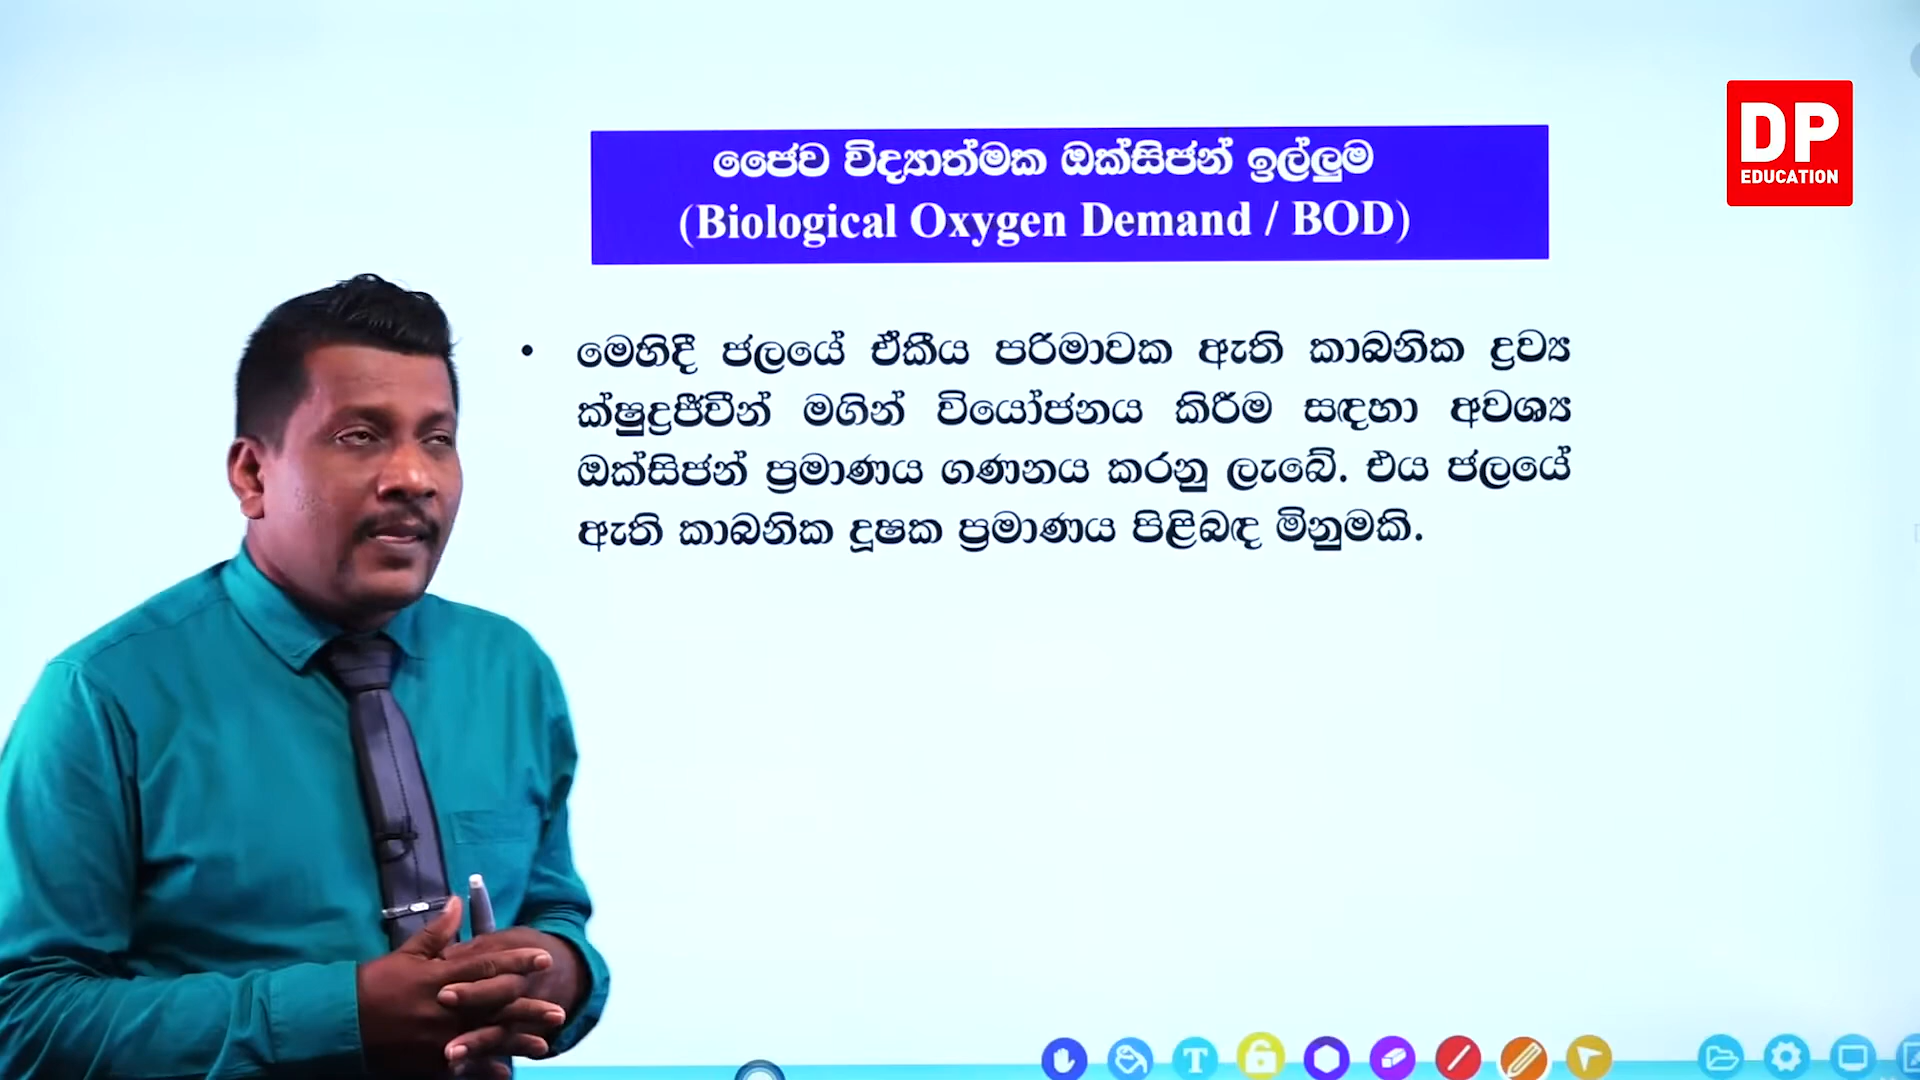 DP
EDUCATION
ජෛව විද්‍යාත්මක ඔක්සිජන් ඉල්ලුම
(Biological Oxygen Demand / BOD)
• මෙහිදී ජලයේ ඒකීය පරිමාවක ඇති කාබනික ද්‍රව්‍ය
ක්ෂුද්‍රජීවීන් මගින් වියෝජනය කිරීම සඳහා අවශ්‍ය
ඔක්සිජන් ප්‍රමාණය ගණනය කරනු ලැබේ. එය ජලයේ
ඇති කාබනික දූෂක ප්‍රමාණය පිළිබඳ මිනුමකි.
T